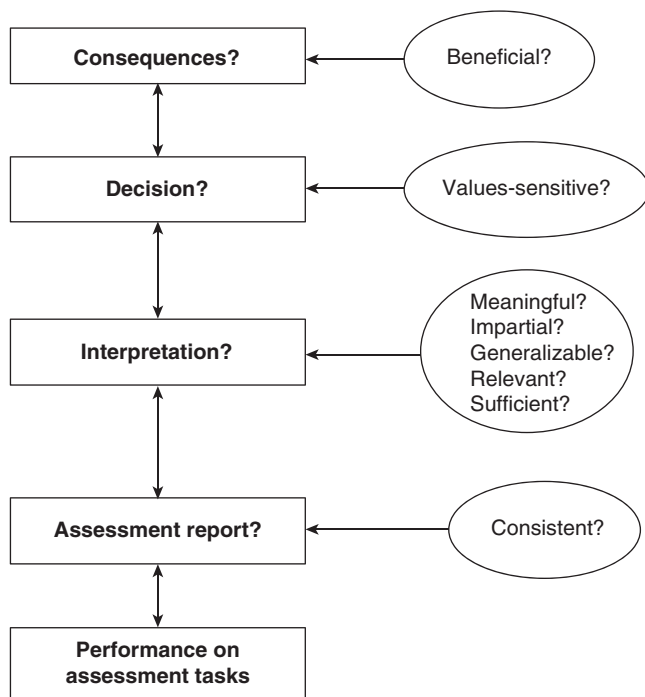 Consequences?
Beneficial?
Decision?
Values-sensitive?
Interpretation?
Meaningful?
Impartial?
Generalizable?
Relevant?
Sufficient?
Assessment report?
Consistent?
Performance on
assessment tasks